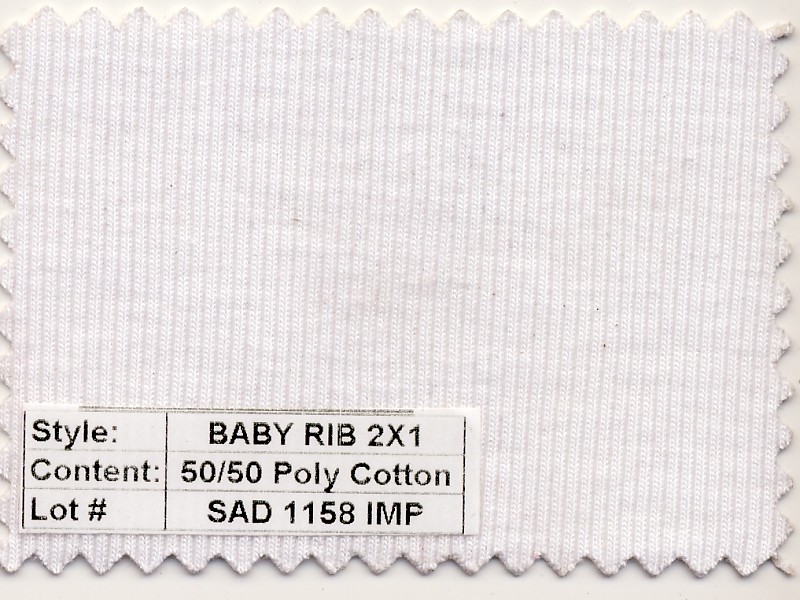 Style: BABY RIB 2X1
Content: 50/50 Poly Cotton
Lot # SAD 1158 IMP